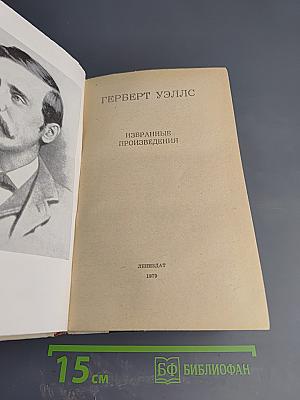 ГЕРБЕРТ УЭЛЛС
ИЗБРАННЫЕ
ПРОИЗВЕДЕНИЯ
ЛЕНИЗДАТ
1979
15 см
БФ БИБЛИОФАН